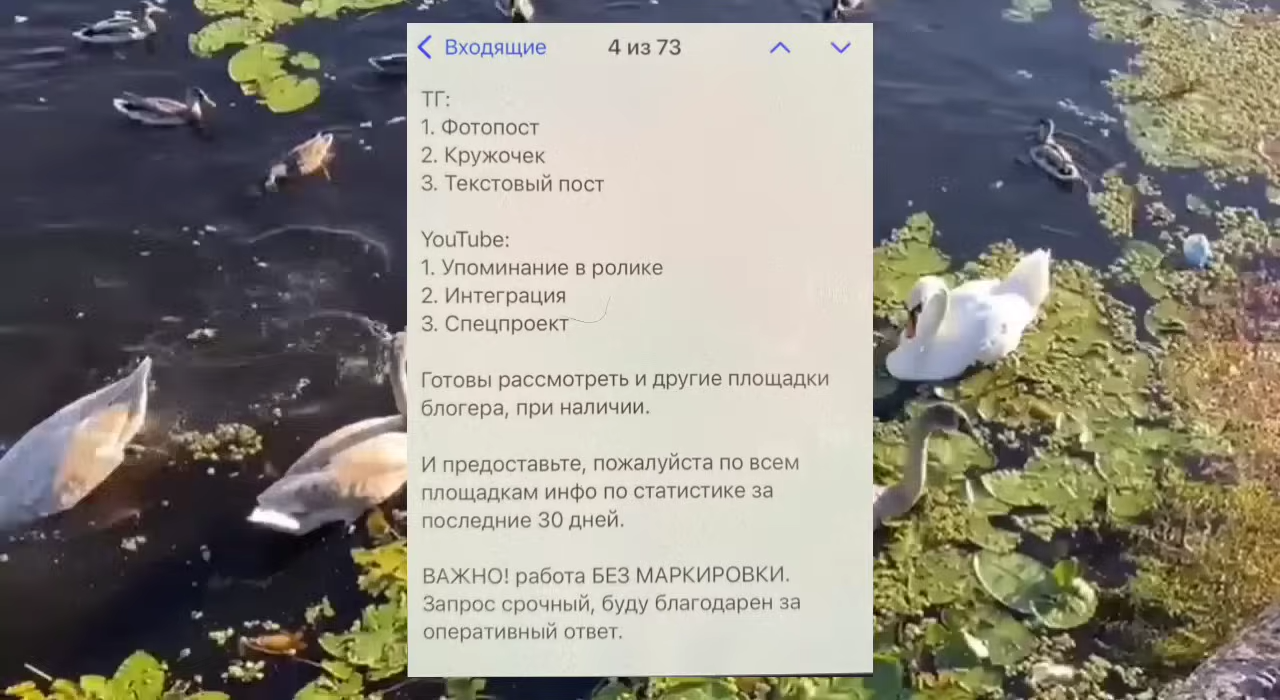 Входящие 4 из 73
ТГ:
1. Фотопост
2. Кружочек
3. Текстовый пост
YouTube:
1. Упоминание в ролике
2. Интеграция
3. Спецпроект
Готовы рассмотреть и другие площадки
блогера, при наличии.
И предоставьте, пожалуйста по всем
площадкам инфо по статистике за
последние 30 дней.
ВАЖНО! работа БЕЗ МАРКИРОВКИ.
Запрос срочный, буду благодарен за
оперативный ответ.